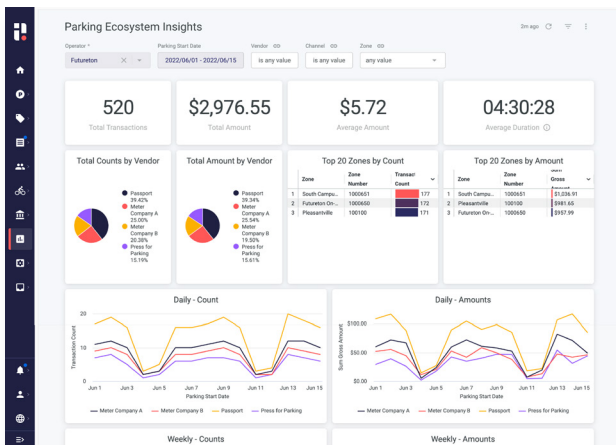 Parking Ecosystem Insights
2m ago
Operator *
Parking Start Date
Vendor
Channel
Zone
Futureton
2022/06/01 - 2022/06/15
is any value
is any value
any value
520
Total Transactions
$2,976.55
Total Amount
$5.72
Average Amount
04:30:28
Average Duration
Total Counts by Vendor
Passport
39.42%
Meter
Company A
25.00%
Meter
Company B
20.38%
Press for
Parking
15.19%
Total Amount by Vendor
Passport
39.34%
Meter
Company A
25.54%
Meter
Company B
19.50%
Press for
Parking
15.61%
Top 20 Zones by Count
Zone Zone Number Transact Count
1 South Campu... 1000651 177
2 Futureton On-... 1000650 172
3 Pleasantville 100100 171
Top 20 Zones by Amount
Zone Zone Number Gross
1 South Campu... 1000651 $1,036.91
2 Pleasantville 100100 $981.65
3 Futureton On-... 1000650 $957.99
Daily - Count
Transaction Count
20
10
0
Jun 1 Jun 3 Jun 5 Jun 7 Jun 9 Jun 11 Jun 13 Jun 15
Parking Start Date
Meter Company A Meter Company B Passport Press for Parking
Daily - Amounts
Sum Gross Amount
$100.00
$50.00
$0.00
Jun 1 Jun 3 Jun 5 Jun 7 Jun 9 Jun 11 Jun 13 Jun 15
Parking Start Date
Meter Company A Meter Company B Passport Press for Parking
Weekly - Counts
Weekly - Amounts